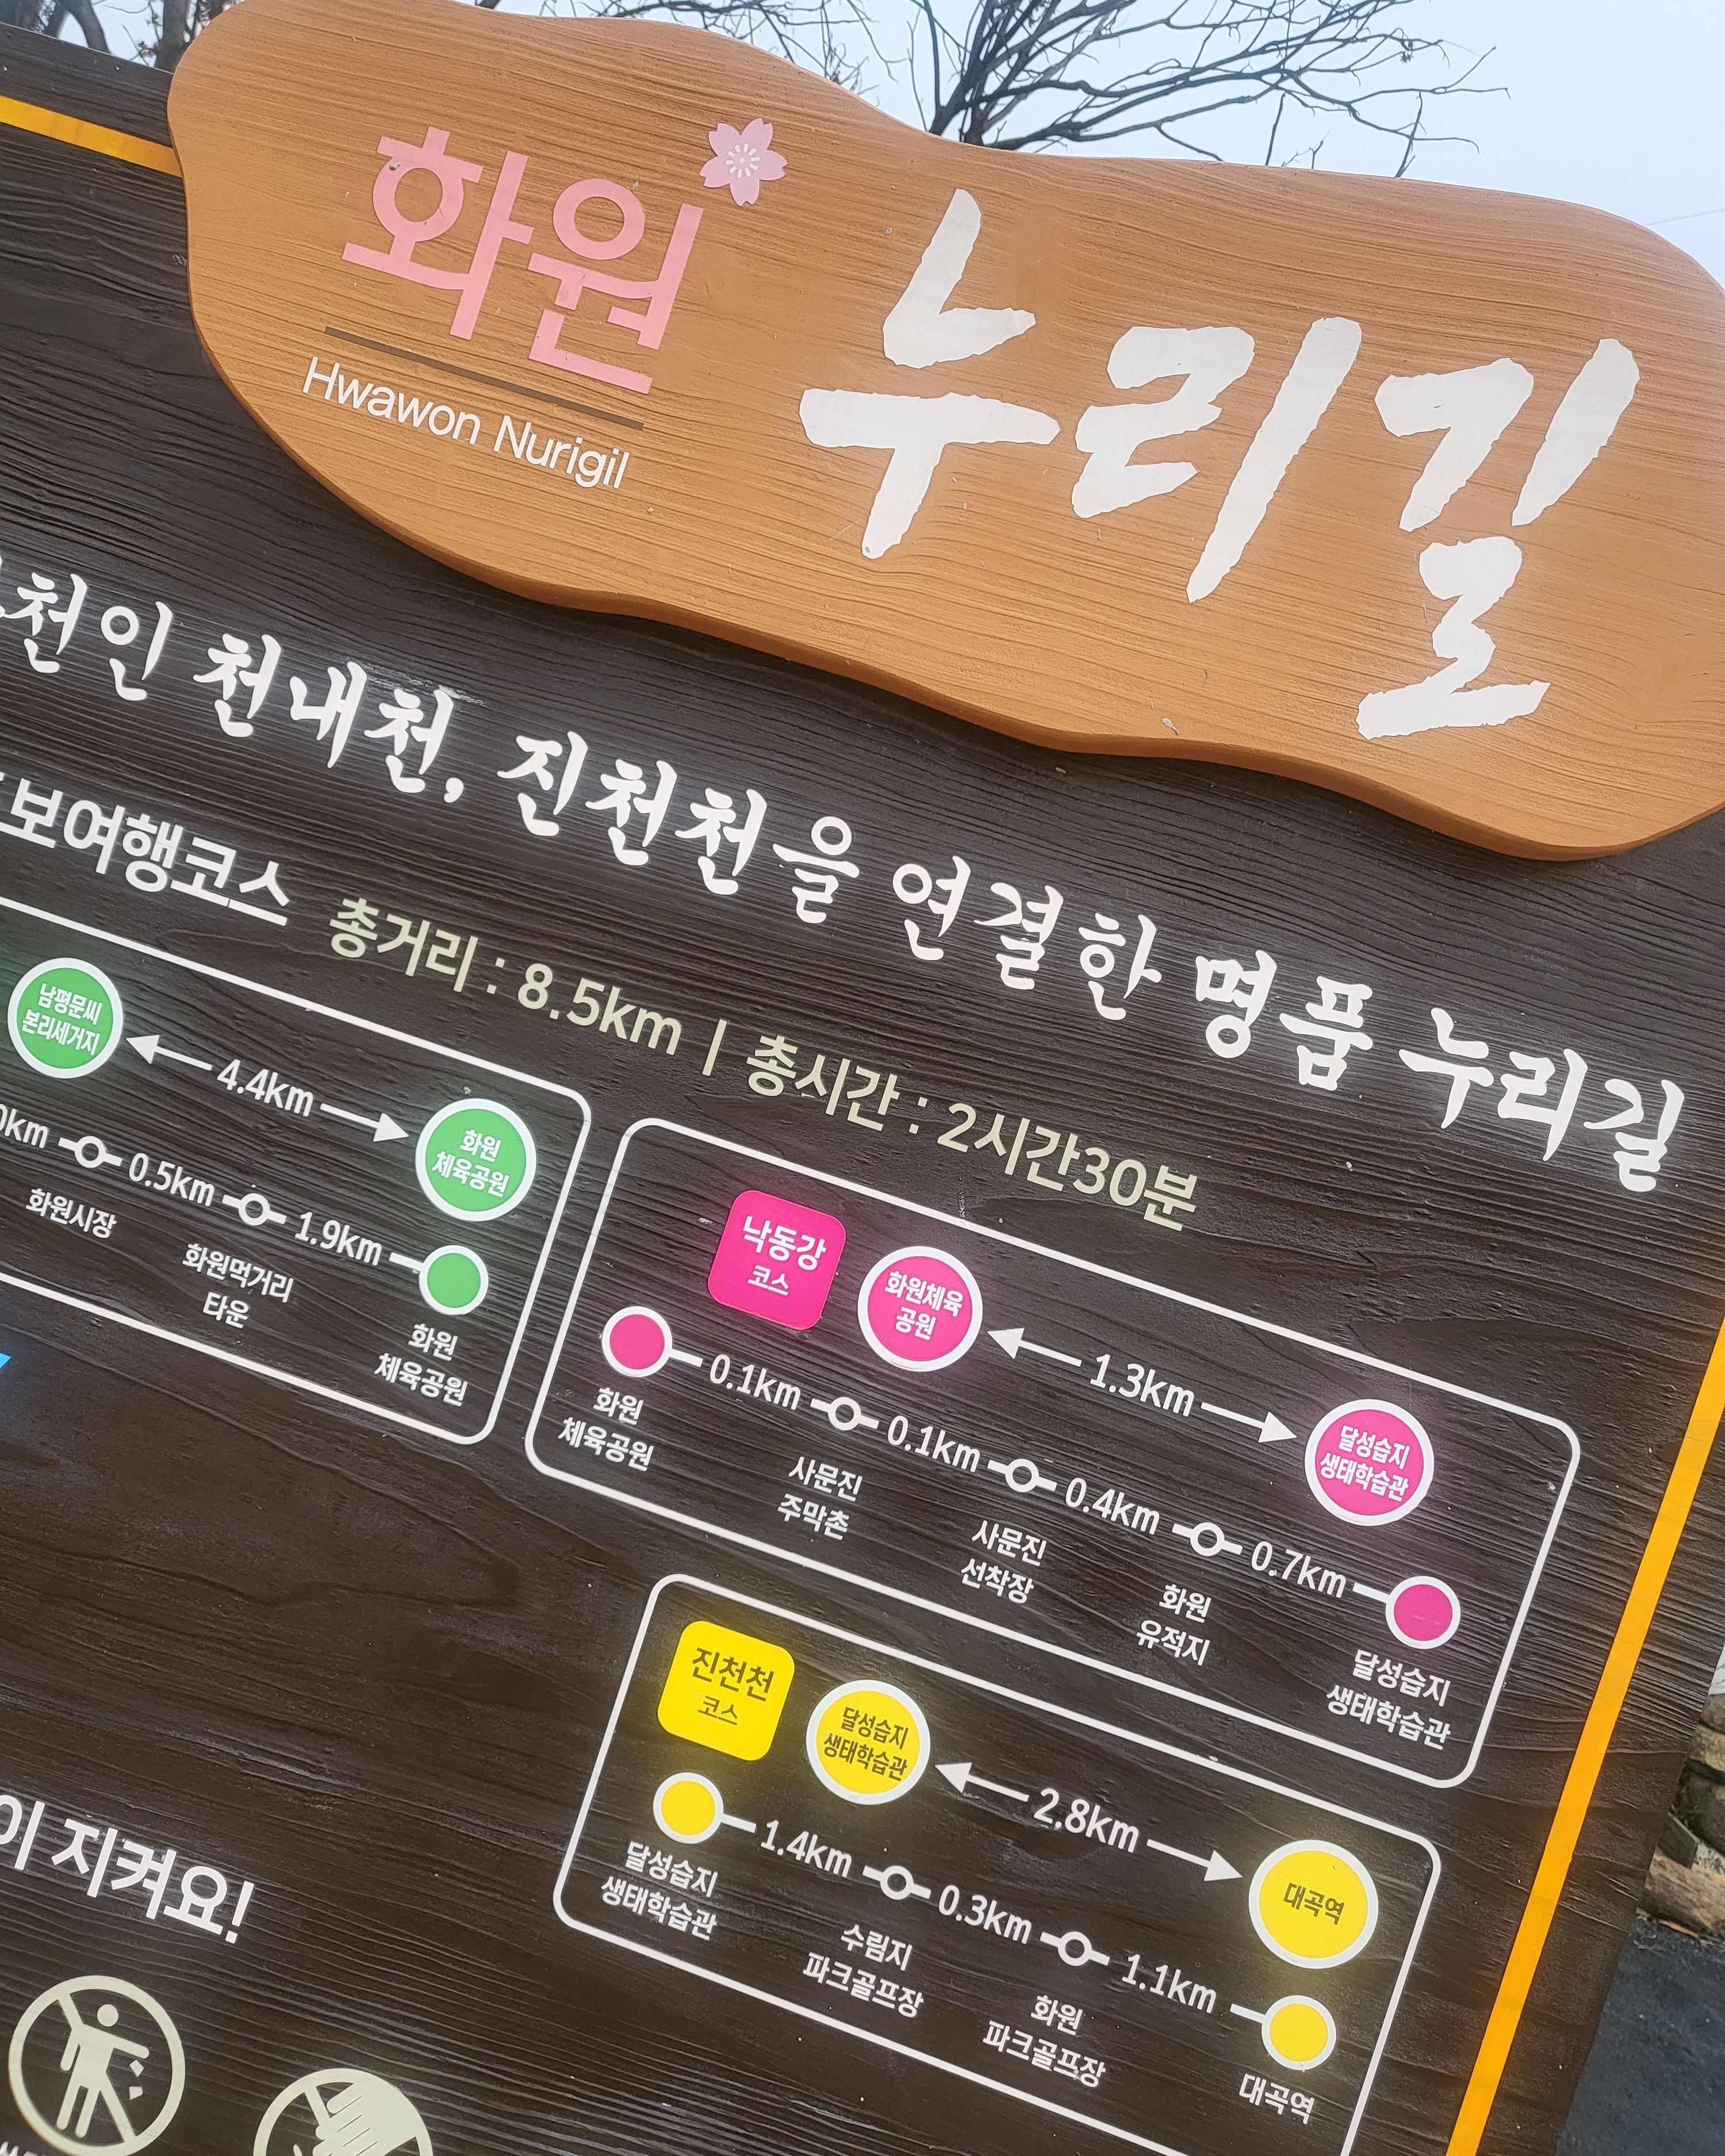 화원
Hwawon Nurigil
누리길
천인 천내천, 진천천을 연결한 명품 누리길
보여행코스 총거리 : 8.5km | 총시간 : 2시간30분
남평문씨
본리세거지
4.4km
화원
체육공원
0km
0.5km
1.9km
화원시장
화원먹거리
타운
화원
체육공원
낙동강
코스
화원체육
공원
1.3km
달성습지
생태학습관
0.1km
0.1km
0.4km
0.7km
화원
체육공원
사문진
주막촌
사문진
선착장
화원
유적지
달성습지
생태학습관
진천천
코스
달성습지
생태학습관
2.8km
대곡역
1.4km
0.3km
1.1km
달성습지
생태학습관
수림지
파크골프장
화원
파크골프장
대곡역
이 지켜요!